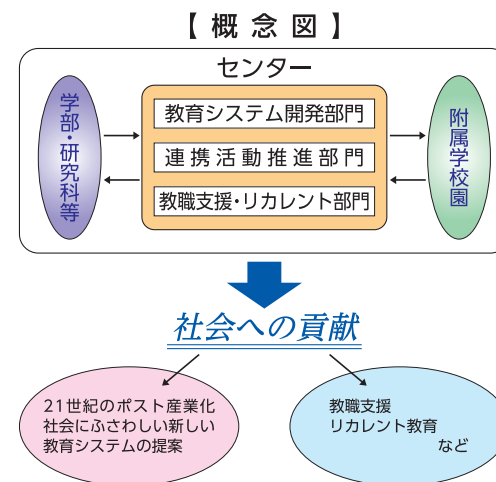 【概念図】
センター
学部・研究科等
教育システム開発部門
連携活動推進部門
教職支援・リカレント部門
附属学校園
社会への貢献
21世紀のポスト産業化
社会にふさわしい新しい
教育システムの提案
教職支援
リカレント教育
など